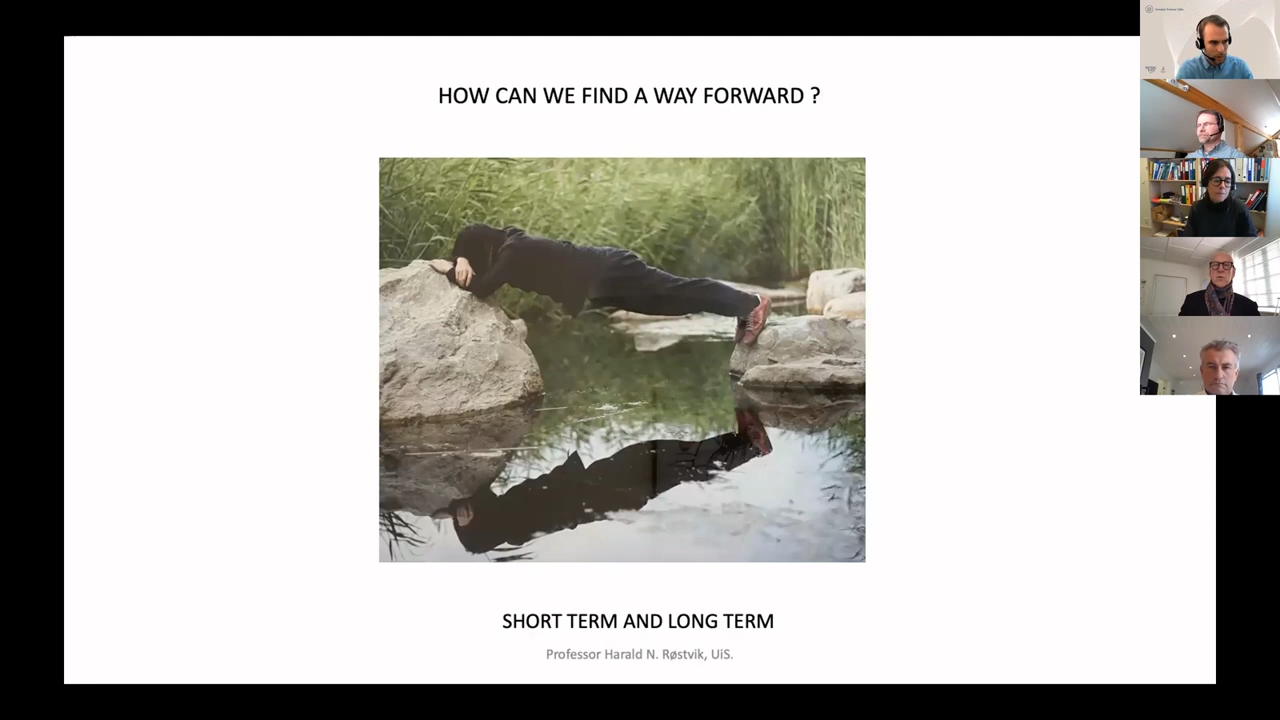 HOW CAN WE FIND A WAY FORWARD ?
SHORT TERM AND LONG TERM
Professor Harald N. Røstvik, UiS.